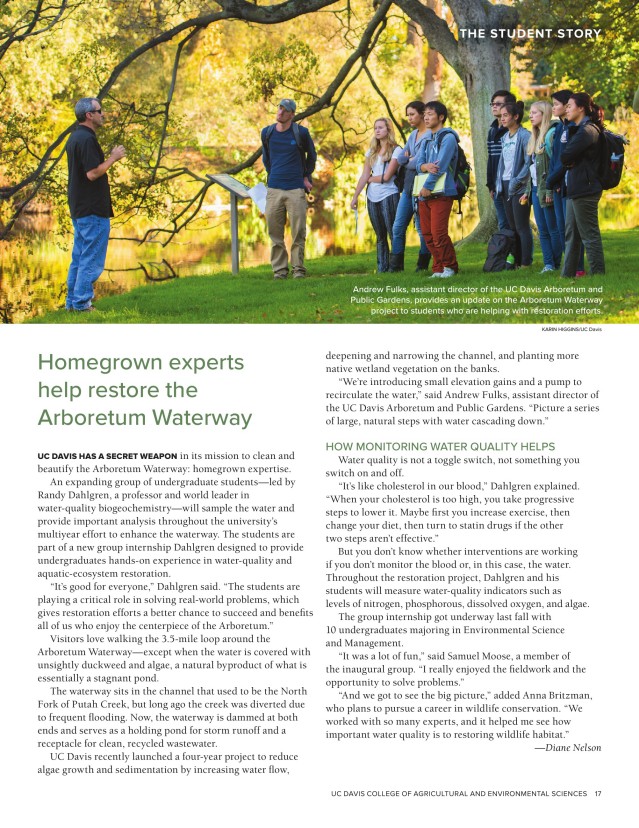 THE STUDENT STORY
Andrew Fulks, assistant director of the UC Davis Arboretum and
Public Gardens, provides an update on the Arboretum Waterway
project to students who are helping with restoration efforts.
KARIN HIGGINS/UC Davis
Homegrown experts
help restore the
Arboretum Waterway
UC DAVIS HAS A SECRET WEAPON in its mission to clean and
beautify the Arboretum Waterway: homegrown expertise.
An expanding group of undergraduate students—led by
Randy Dahlgren, a professor and world leader in
water-quality biogeochemistry—will sample the water and
provide important analysis throughout the university's
multiyear effort to enhance the waterway. The students are
part of a new group internship Dahlgren designed to provide
undergraduates hands-on experience in water-quality and
aquatic-ecosystem restoration.
"It's good for everyone," Dahlgren said. "The students are
playing a critical role in solving real-world problems, which
gives restoration efforts a better chance to succeed and benefits
all of us who enjoy the centerpiece of the Arboretum."
Visitors love walking the 3.5-mile loop around the
Arboretum Waterway—except when the water is covered with
unsightly duckweed and algae, a natural byproduct of what is
essentially a stagnant pond.
The waterway sits in the channel that used to be the North
Fork of Putah Creek, but long ago the creek was diverted due
to frequent flooding. Now, the waterway is dammed at both
ends and serves as a holding pond for storm runoff and a
receptacle for clean, recycled wastewater.
UC Davis recently launched a four-year project to reduce
algae growth and sedimentation by increasing water flow,
deepening and narrowing the channel, and planting more
native wetland vegetation on the banks.
"We're introducing small elevation gains and a pump to
recirculate the water," said Andrew Fulks, assistant director of
the UC Davis Arboretum and Public Gardens. "Picture a series
of large, natural steps with water cascading down."
HOW MONITORING WATER QUALITY HELPS
Water quality is not a toggle switch, not something you
switch on and off.
"It's like cholesterol in our blood," Dahlgren explained.
"When your cholesterol is too high, you take progressive
steps to lower it. Maybe first you increase exercise, then
change your diet, then turn to statin drugs if the other
two steps aren't effective."
But you don't know whether interventions are working
if you don't monitor the blood or, in this case, the water.
Throughout the restoration project, Dahlgren and his
students will measure water-quality indicators such as
levels of nitrogen, phosphorous, dissolved oxygen, and algae.
The group internship got underway last fall with
10 undergraduates majoring in Environmental Science
and Management.
"It was a lot of fun," said Samuel Moose, a member of
the inaugural group. "I really enjoyed the fieldwork and the
opportunity to solve problems."
"And we got to see the big picture," added Anna Britzman,
who plans to pursue a career in wildlife conservation. "We
worked with so many experts, and it helped me see how
important water quality is to restoring wildlife habitat."
—Diane Nelson
UC DAVIS COLLEGE OF AGRICULTURAL AND ENVIRONMENTAL SCIENCES 17